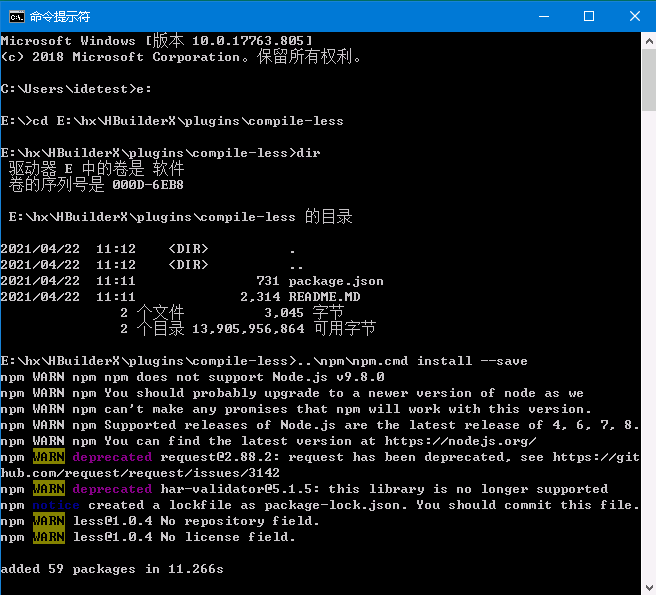 命令提示符
Microsoft Windows [版本 10.0.17763.805]
(c) 2018 Microsoft Corporation。保留所有权利。
C:\Users\idetest>e:
E:\>cd E:\hx\HBuilderX\plugins\compile-less
E:\hx\HBuilderX\plugins\compile-less>dir
驱动器 E 中的卷是 软件
卷的序列号是 000D-6EB8
E:\hx\HBuilderX\plugins\compile-less 的目录
2021/04/22  11:12    <DIR>          .
2021/04/22  11:12    <DIR>          ..
2021/04/22  11:11               731 package.json
2021/04/22  11:11             2,314 README.MD
2 个文件          3,045 字节
2 个目录 13,905,956,864 可用字节
E:\hx\HBuilderX\plugins\compile-less>..\npm\npm.cmd install --save
npm WARN npm npm does not support Node.js v9.8.0
npm WARN npm You should probably upgrade to a newer version of node as we
npm WARN npm can't make any promises that npm will work with this version.
npm WARN npm Supported releases of Node.js are the latest release of 4, 6, 7, 8.
npm WARN npm You can find the latest version at https://nodejs.org/
npm WARN deprecated request@2.88.2: request has been deprecated, see https://git
hub.com/request/request/issues/3142
npm WARN deprecated har-validator@5.1.5: this library is no longer supported
npm notice created a lockfile as package-lock.json. You should commit this file.
npm WARN less@1.0.4 No repository field.
npm WARN less@1.0.4 No license field.
added 59 packages in 11.266s